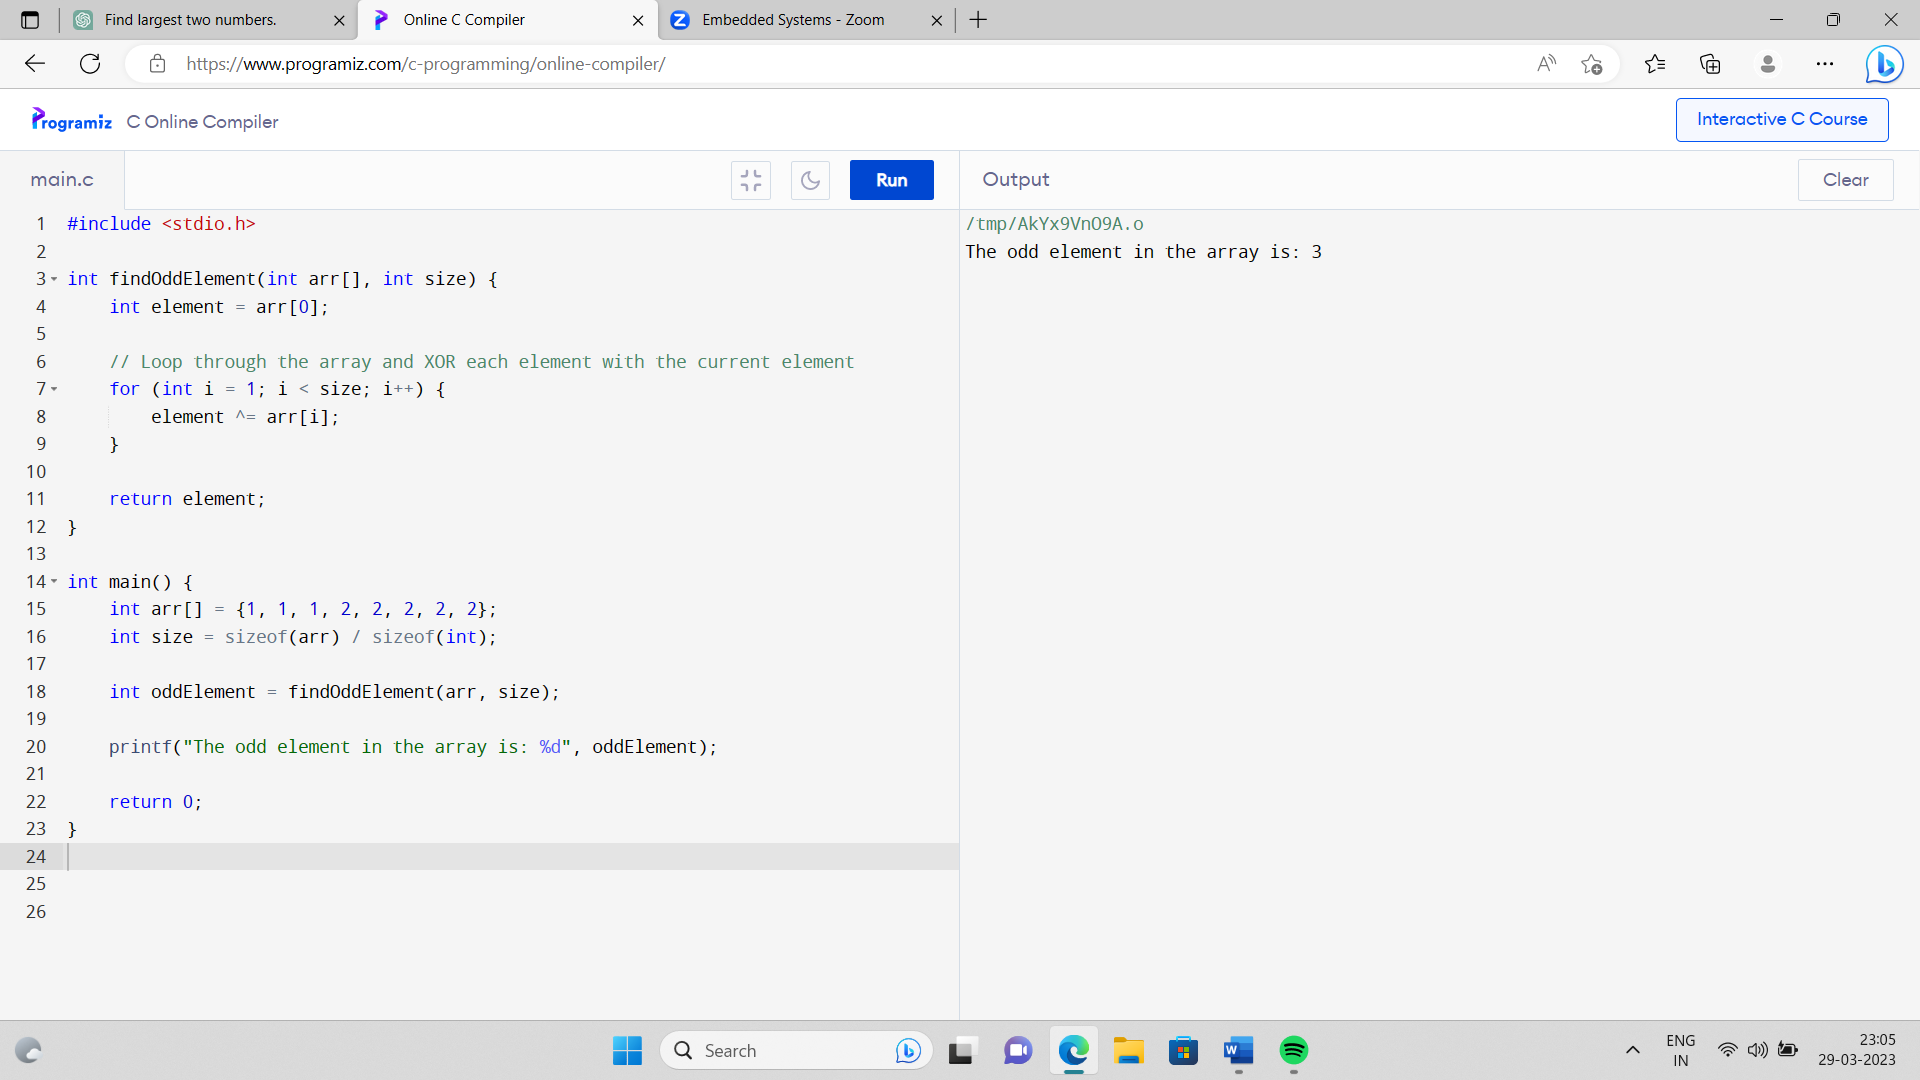 Find largest two numbers.
Online C Compiler
Embedded Systems - Zoom
https://www.programiz.com/c-programming/online-compiler/
Programiz C Online Compiler
Interactive C Course
main.c
Run
Output
Clear
1 #include <stdio.h>
2
3 int findOddElement(int arr[], int size) {
4 int element = arr[0];
5
6 // Loop through the array and XOR each element with the current element
7 for (int i = 1; i < size; i++) {
8 element ^= arr[i];
9 }
10
11 return element;
12 }
13
14 int main() {
15 int arr[] = {1, 1, 1, 2, 2, 2, 2, 2};
16 int size = sizeof(arr) / sizeof(int);
17
18 int oddElement = findOddElement(arr, size);
19
20 printf("The odd element in the array is: %d", oddElement);
21
22 return 0;
23 }
24
25
26
/tmp/AkYx9VnO9A.o
The odd element in the array is: 3
Search
ENG
IN
23:05
29-03-2023